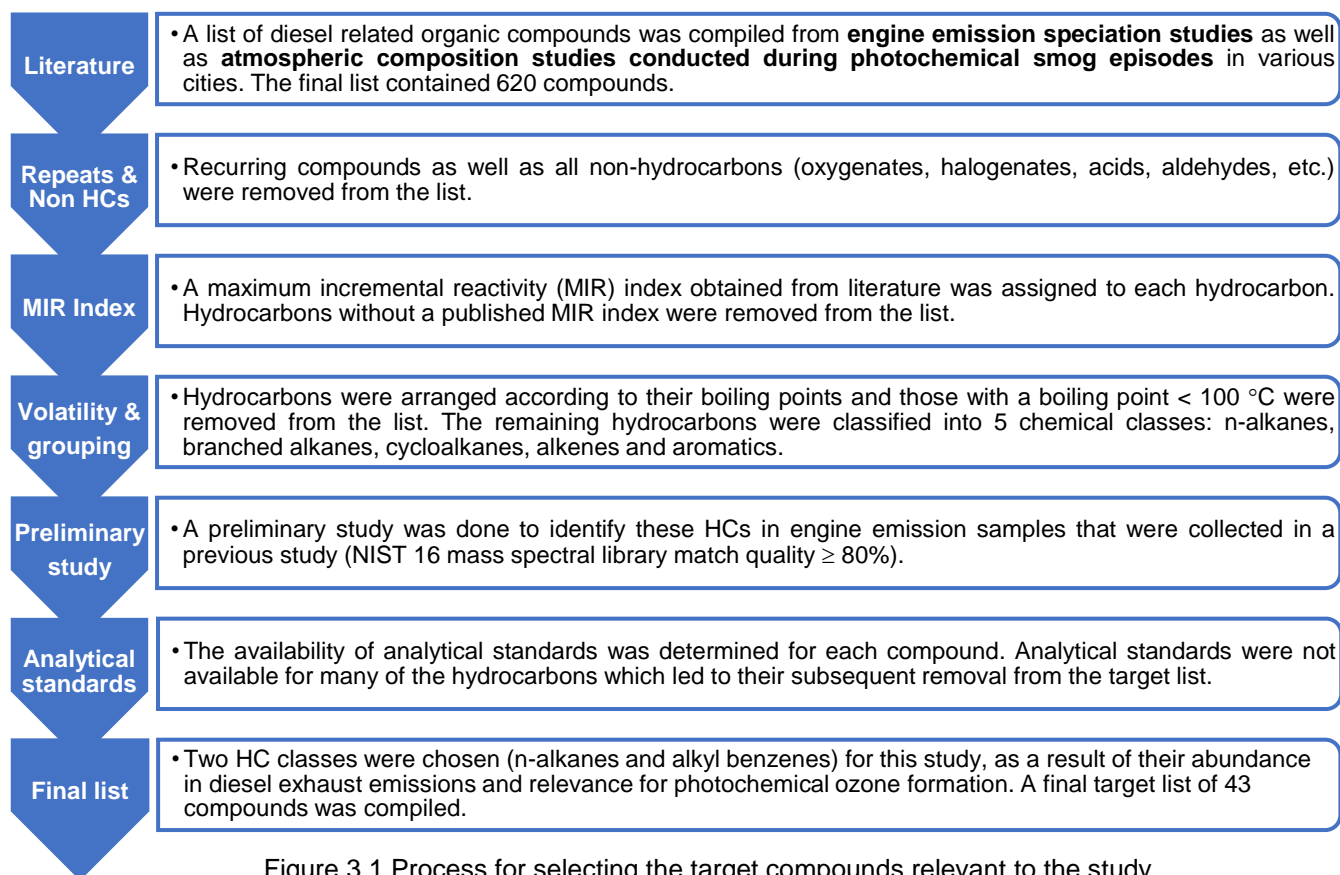 Literature
• A list of diesel related organic compounds was compiled from engine emission speciation studies as well
as atmospheric composition studies conducted during photochemical smog episodes in various
cities. The final list contained 620 compounds.
Repeats &
Non HCs
• Recurring compounds as well as all non-hydrocarbons (oxygenates, halogenates, acids, aldehydes, etc.)
were removed from the list.
MIR Index
• A maximum incremental reactivity (MIR) index obtained from literature was assigned to each hydrocarbon.
Hydrocarbons without a published MIR index were removed from the list.
Volatility &
grouping
• Hydrocarbons were arranged according to their boiling points and those with a boiling point < 100 °C were
removed from the list. The remaining hydrocarbons were classified into 5 chemical classes: n-alkanes,
branched alkanes, cycloalkanes, alkenes and aromatics.
Preliminary
study
• A preliminary study was done to identify these HCs in engine emission samples that were collected in a
previous study (NIST 16 mass spectral library match quality ≥ 80%).
Analytical
standards
• The availability of analytical standards was determined for each compound. Analytical standards were not
available for many of the hydrocarbons which led to their subsequent removal from the target list.
Final list
• Two HC classes were chosen (n-alkanes and alkyl benzenes) for this study, as a result of their abundance
in diesel exhaust emissions and relevance for photochemical ozone formation. A final target list of 43
compounds was compiled.
Figure 3.1 Process for selecting the target compounds relevant to the study